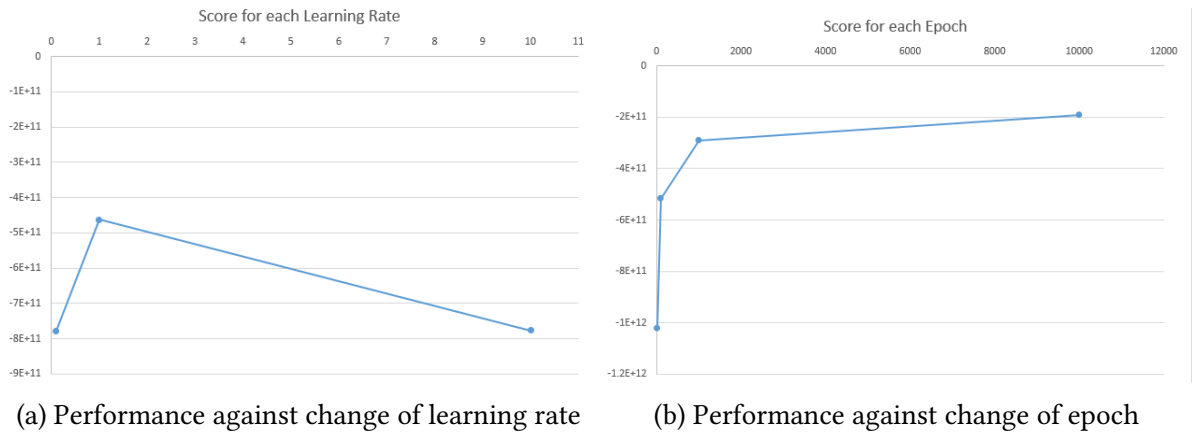 Score for each Learning Rate
0 1 2 3 4 5 6 7 8 9 10 11
0
-1E+11
-2E+11
-3E+11
-4E+11
-5E+11
-6E+11
-7E+11
-8E+11
-9E+11
(a) Performance against change of learning rate
Score for each Epoch
0 2000 4000 6000 8000 10000 12000
0
-2E+11
-4E+11
-6E+11
-8E+11
-1E+12
-1.2E+12
(b) Performance against change of epoch